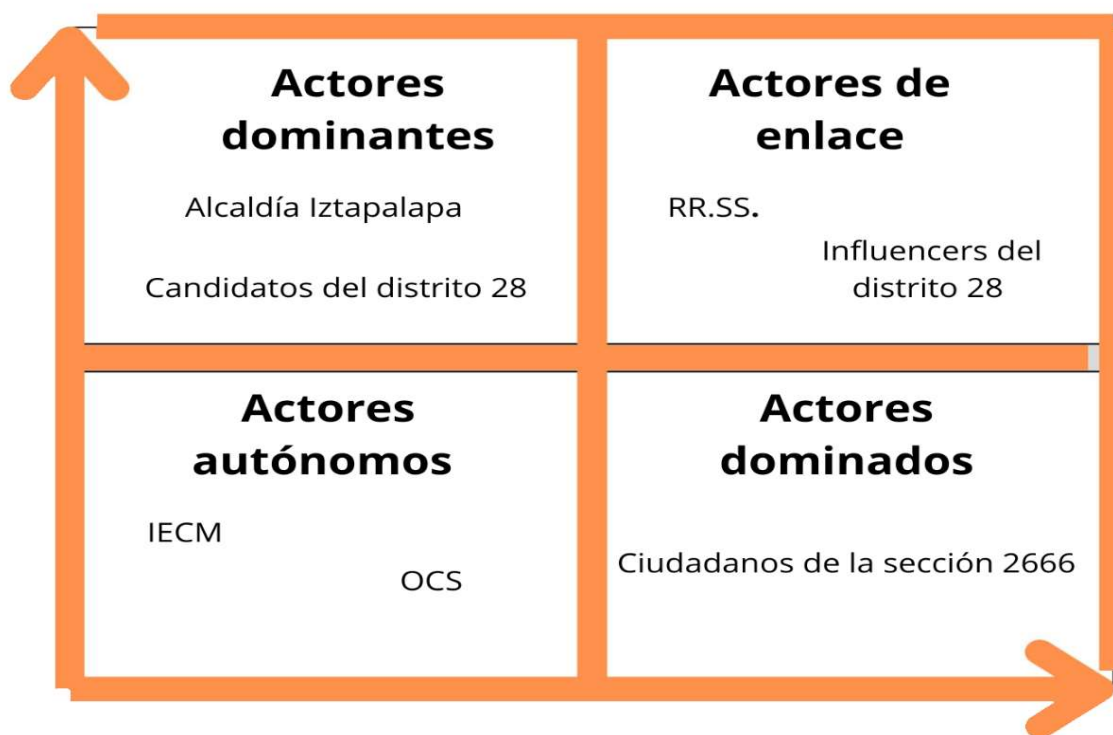 Actores
dominantes
Alcaldía Iztapalapa
Candidatos del distrito 28
Actores de
enlace
RR.SS.
Influencers del
distrito 28
Actores
autónomos
IECM
OCS
Actores
dominados
Ciudadanos de la sección 2666